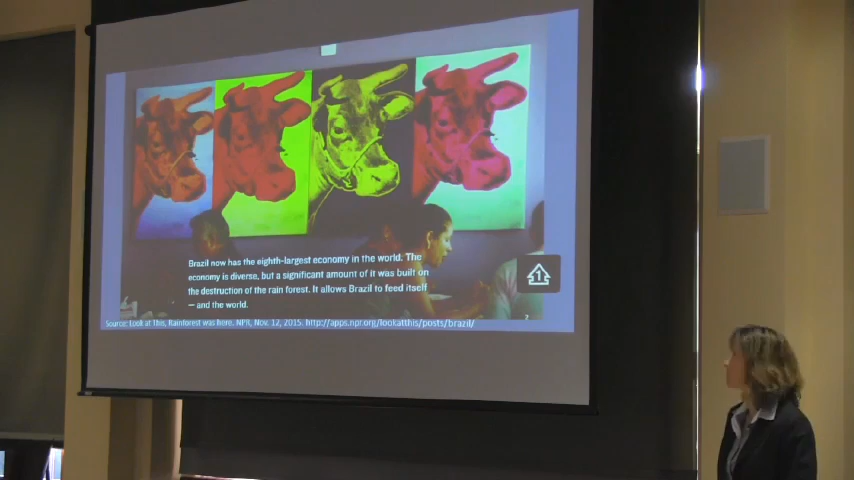 Brazil now has the eighth-largest economy in the world. The
economy is diverse, but a significant amount of it was built on
the destruction of the rain forest. It allows Brazil to feed itself
— and the world.
1
2
Source: Look at this, Rainforest was here. NPR, Nov. 12, 2015. http://apps.npr.org/lookatthis/posts/brazil/